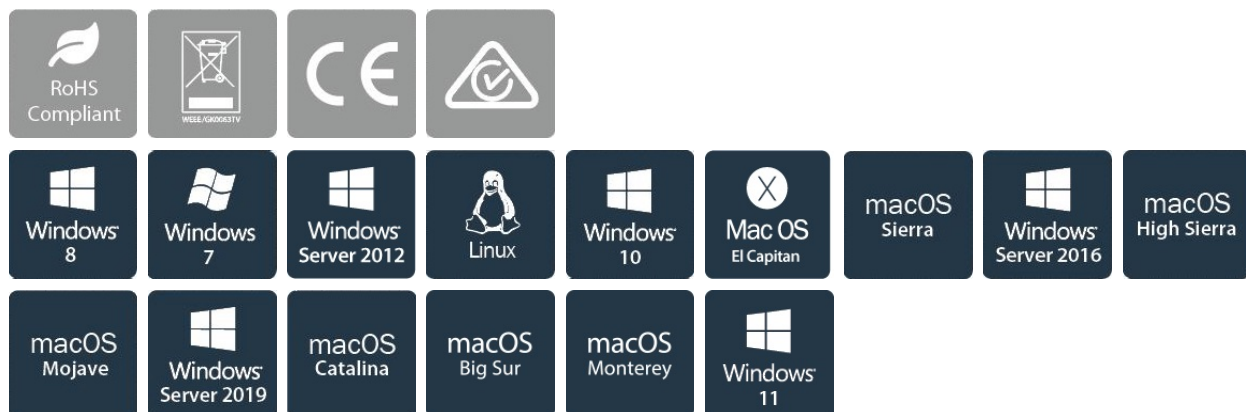 RoHS
Compliant
WEEE/GK0063TV
CE
Windows
8
Windows
7
Windows
Server 2012
Linux
Windows
10
X
Mac OS
El Capitan
macOS
Sierra
Windows
Server 2016
macOS
High Sierra
macOS
Mojave
Windows
Server 2019
macOS
Catalina
macOS
Big Sur
macOS
Monterey
Windows
11